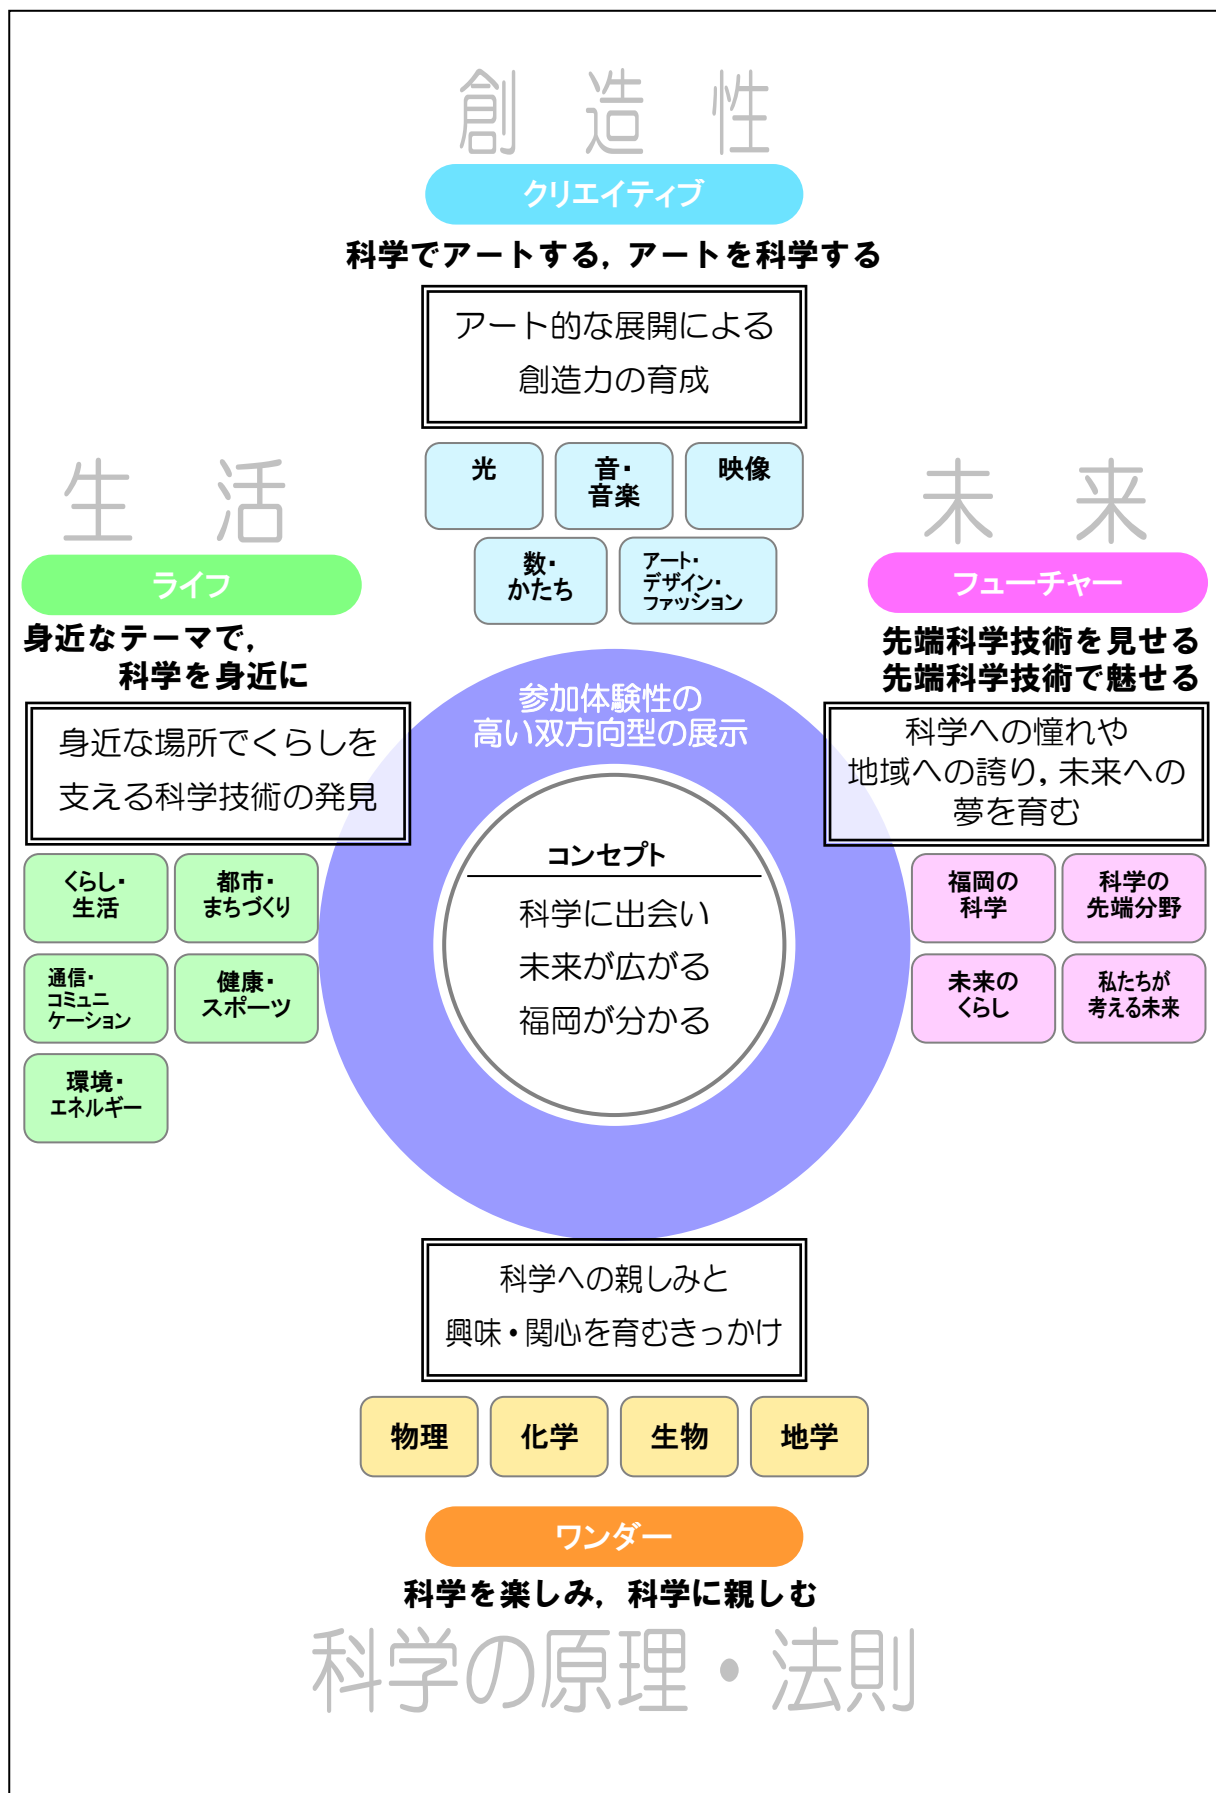 創造性
クリエイティブ
科学でアートする，アートを科学する
アート的な展開による
創造力の育成
光
音・
音楽
映像
数・
かたち
アート・
デザイン・
ファッション
生活
ライフ
身近なテーマで，
科学を身近に
身近な場所でくらしを
支える科学技術の発見
くらし・
生活
都市・
まちづくり
通信・
コミュニ
ケーション
健康・
スポーツ
環境・
エネルギー
未来
フューチャー
先端科学技術を見せる
先端科学技術で魅せる
科学への憧れや
地域への誇り，未来への
夢を育む
福岡の
科学
科学の
先端分野
未来の
くらし
私たちが
考える未来
参加体験性の
高い双方向型の展示
コンセプト
科学に出会い
未来が広がる
福岡が分かる
科学への親しみと
興味・関心を育むきっかけ
物理
化学
生物
地学
ワンダー
科学を楽しみ，科学に親しむ
科学の原理・法則